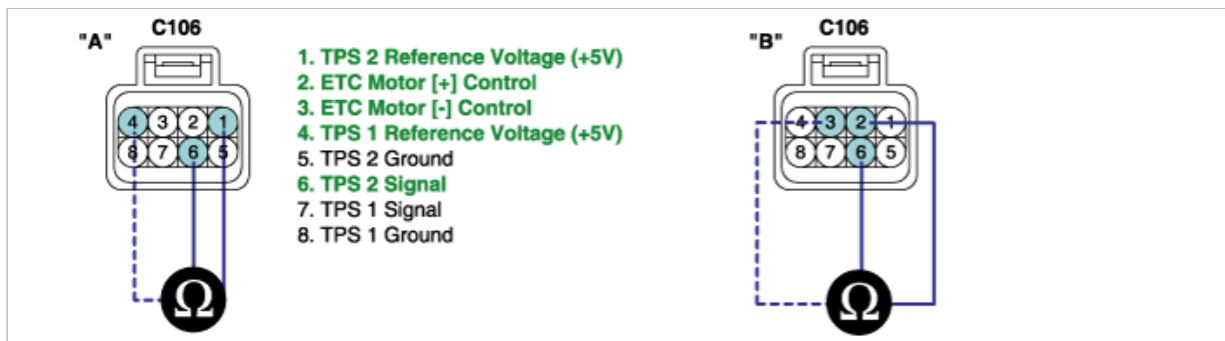 "A" C106
1. TPS 2 Reference Voltage (+5V)
2. ETC Motor [+] Control
3. ETC Motor [-] Control
4. TPS 1 Reference Voltage (+5V)
5. TPS 2 Ground
6. TPS 2 Signal
7. TPS 1 Signal
8. TPS 1 Ground
4 3 2 1
8 7 6 5
Ω
"B" C106
4 3 2 1
8 7 6 5
Ω